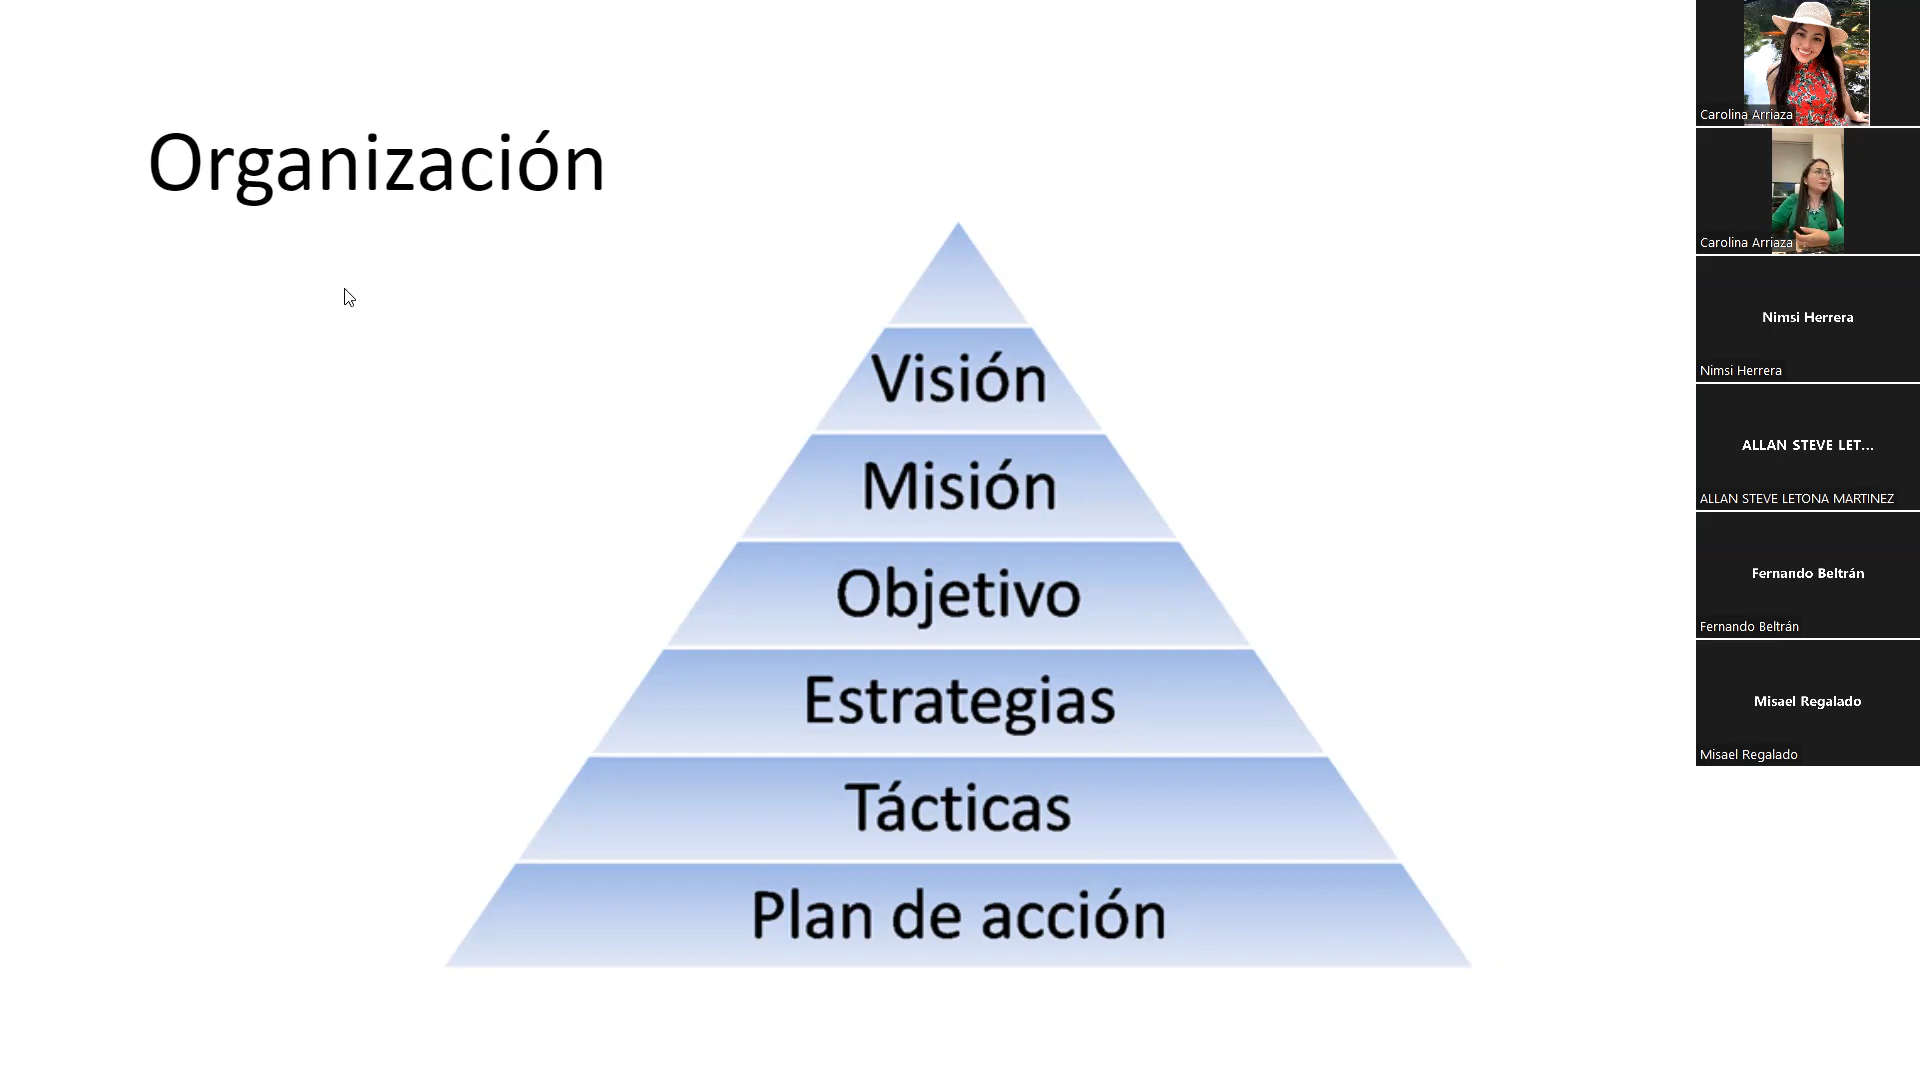 Organización
Visión
Misión
Objetivo
Estrategias
Tácticas
Plan de acción
Carolina Arriaza
Carolina Arriaza
Nimsi Herrera
Nimsi Herrera
ALLAN STEVE LET...
ALLAN STEVE LETONA MARTINEZ
Fernando Beltrán
Fernando Beltrán
Misael Regalado
Misael Regalado